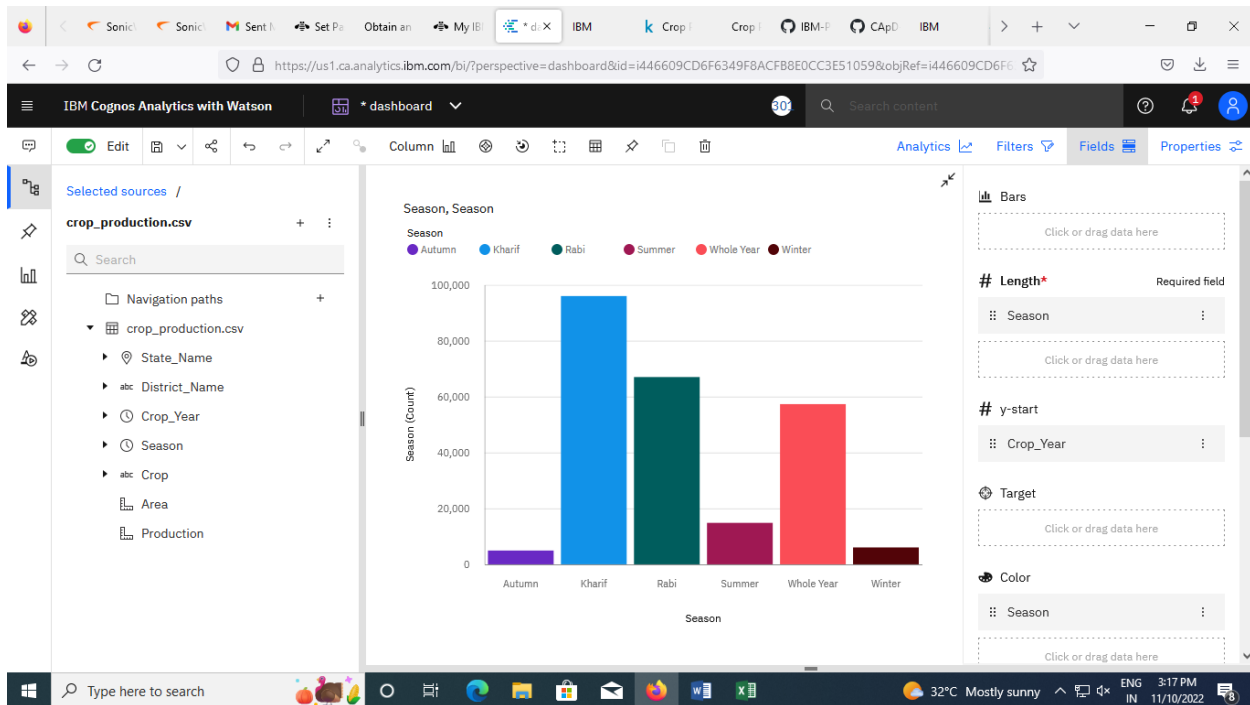 Sonic
Sonic
Sent
Set Pa
Obtain an
My IB
* da
IBM
Crop
Crop
IBM-P
CApD
IBM
https://us1.ca.analytics.ibm.com/bi/?perspective=dashboard&id=i446609CD6F6349F8ACFB8E0CC3E51059&objRef=i446609CD6F6
IBM Cognos Analytics with Watson
* dashboard
Search content
1
Edit
Column
Analytics
Filters
Fields
Properties
Selected sources /
crop_production.csv
Search
Navigation paths
crop_production.csv
State_Name
abc District_Name
Crop_Year
Season
abc Crop
Area
Production
Season, Season
Season
Autumn Kharif Rabi Summer Whole Year Winter
100,000
80,000
60,000
40,000
20,000
0
Season (Count)
Autumn Kharif Rabi Summer Whole Year Winter
Season
Bars
Click or drag data here
# Length* Required field
Season
Click or drag data here
# y-start
Crop_Year
Target
Click or drag data here
Color
Season
Click or drag data here
Type here to search
32°C Mostly sunny
ENG
IN
3:17 PM
11/10/2022
8